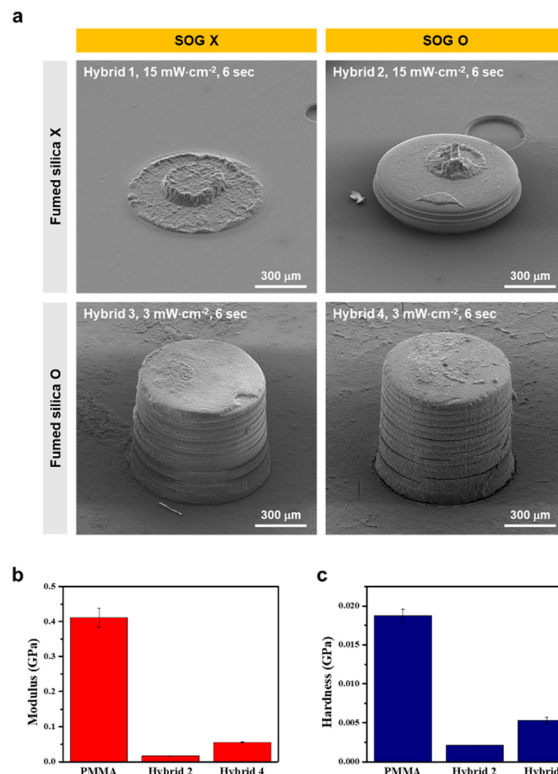 a
SOG X
SOG O
Fumed silica X
Hybrid 1, 15 mW·cm-2, 6 sec
300 μm
Hybrid 2, 15 mW·cm-2, 6 sec
300 μm
Fumed silica O
Hybrid 3, 3 mW·cm-2, 6 sec
300 μm
Hybrid 4, 3 mW·cm-2, 6 sec
300 μm
b
Modulus (GPa)
0.5
0.4
0.3
0.2
0.1
0.0
PMMA
Hybrid 2
Hybrid 4
c
Hardness (GPa)
0.020
0.015
0.010
0.005
0.000
PMMA
Hybrid 2
Hybrid